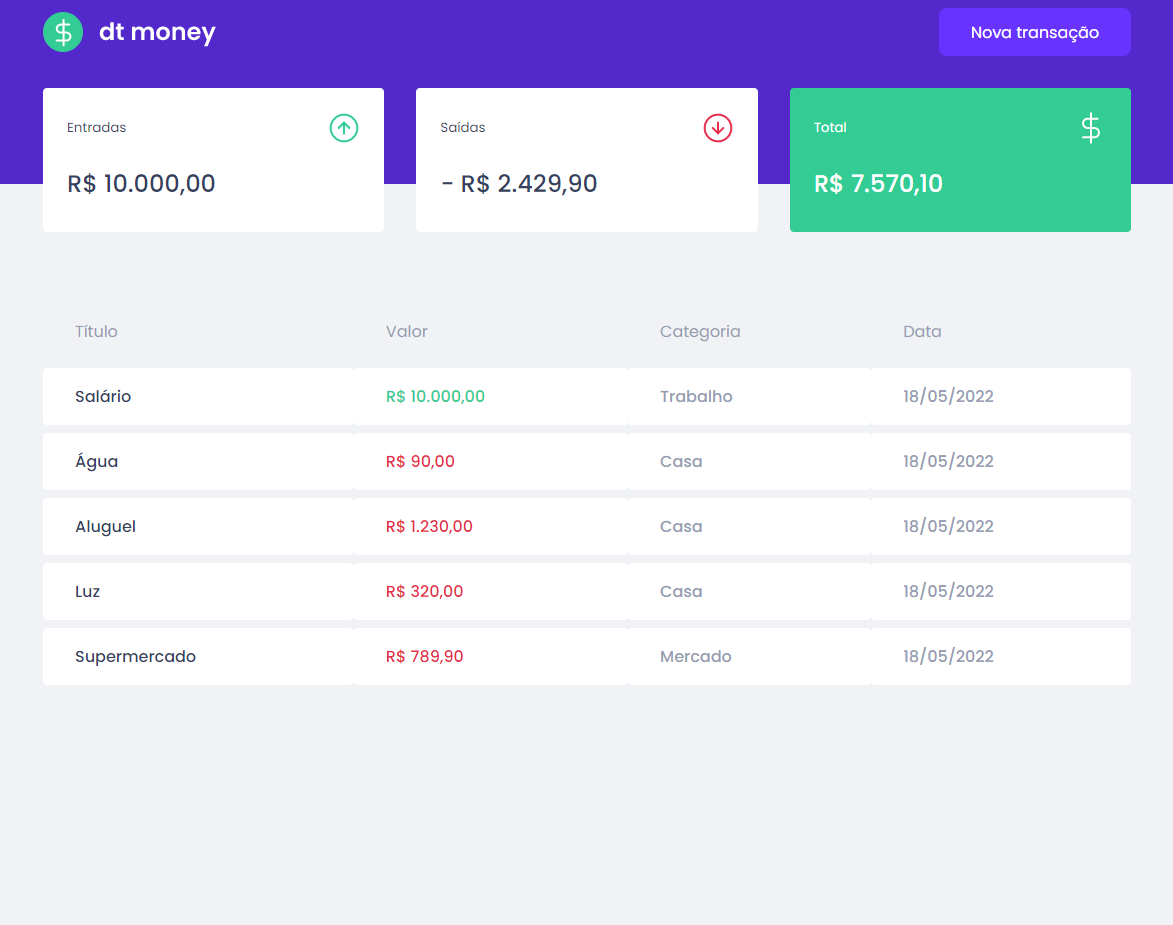 dt money
Nova transação
Entradas
R$ 10.000,00
Saídas
- R$ 2.429,90
Total
R$ 7.570,10
Título Valor Categoria Data
Salário R$ 10.000,00 Trabalho 18/05/2022
Água R$ 90,00 Casa 18/05/2022
Aluguel R$ 1.230,00 Casa 18/05/2022
Luz R$ 320,00 Casa 18/05/2022
Supermercado R$ 789,90 Mercado 18/05/2022